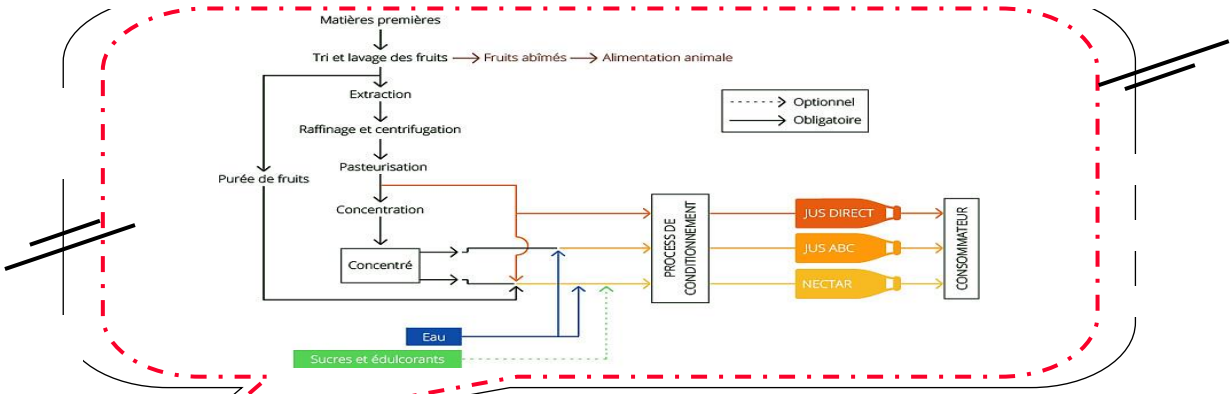 Matières premières
Tri et lavage des fruits
Fruits abîmés
Alimentation animale
Extraction
Optionnel
Obligatoire
Raffinage et centrifugation
Pasteurisation
Purée de fruits
Concentration
Concentré
PROCESS DE
CONDITIONNEMENT
JUS DIRECT
JUS ABC
NECTAR
CONSOMMATEUR
Eau
Sucres et édulcorants